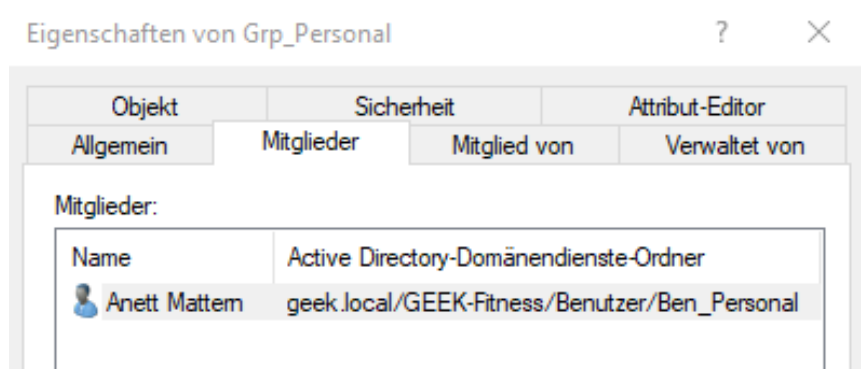 Eigenschaften von Grp_Personal ? ×
Objekt Sicherheit Attribut-Editor
Allgemein Mitglieder Mitglied von Verwaltet von
Mitglieder:
Name Active Directory-Domänendienste-Ordner
Anett Mattern geek.local/GEEK-Fitness/Benutzer/Ben_Personal